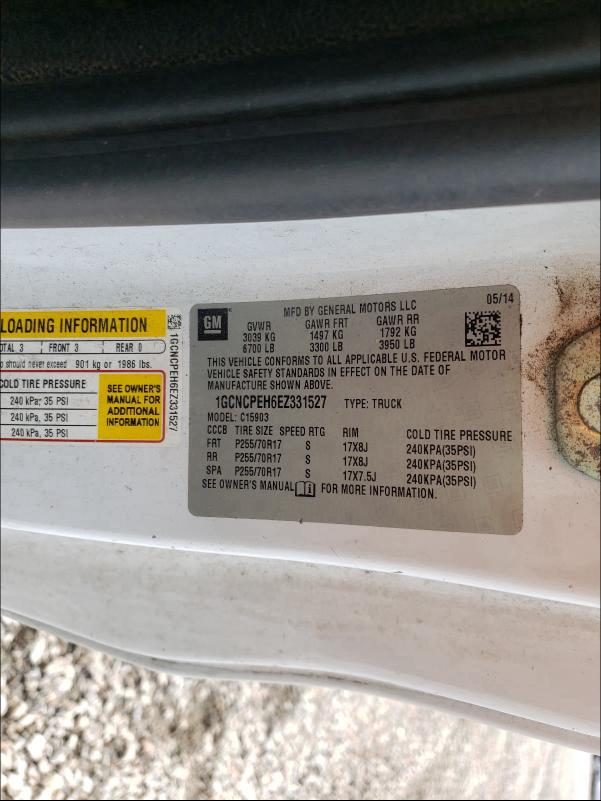 LOADING INFORMATION
OTAL 3 FRONT 3 REAR 0
o should never exceed 901 kg or 1986 lbs.
COLD TIRE PRESSURE
240 kPa, 35 PSI
240 kPa, 35 PSI
240 kPa, 35 PSI
SEE OWNER'S
MANUAL FOR
ADDITIONAL
INFORMATION
1GCNCPEH6EZ331527
GM
MFD BY GENERAL MOTORS LLC 05/14
GVWR GAWR FRT GAWR RR
3039 KG 1497 KG 1792 KG
6700 LB 3300 LB 3950 LB
THIS VEHICLE CONFORMS TO ALL APPLICABLE U.S. FEDERAL MOTOR
VEHICLE SAFETY STANDARDS IN EFFECT ON THE DATE OF
MANUFACTURE SHOWN ABOVE.
1GCNCPEH6EZ331527 TYPE: TRUCK
MODEL: C15903
CCCB TIRE SIZE SPEED RTG RIM COLD TIRE PRESSURE
FRT P255/70R17 S 17X8J 240KPA(35PSI)
RR P255/70R17 S 17X8J 240KPA(35PSI)
SPA P255/70R17 S 17X7.5J 240KPA(35PSI)
SEE OWNER'S MANUAL i FOR MORE INFORMATION.